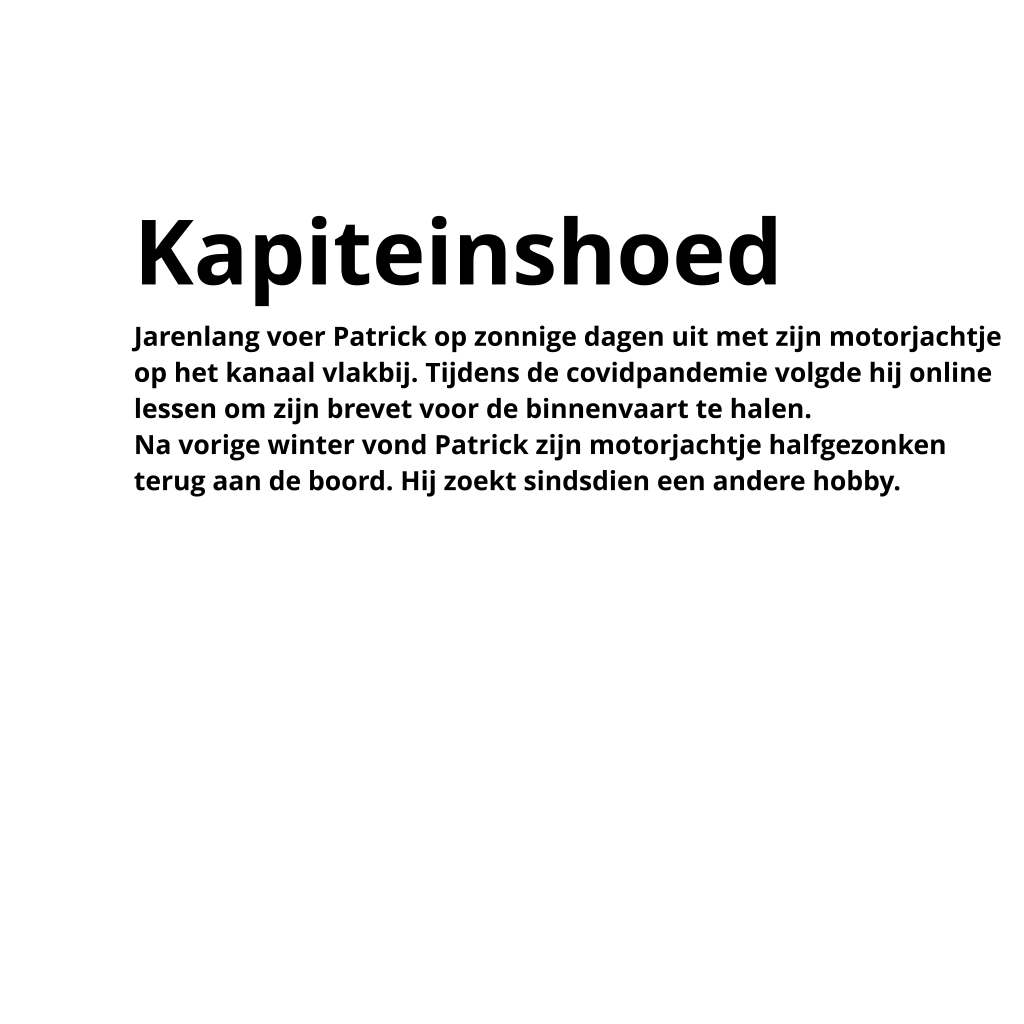 Kapiteinshoed
Jarenlang voer Patrick op zonnige dagen uit met zijn motorjachtje
op het kanaal vlakbij. Tijdens de covidpandemie volgde hij online
lessen om zijn brevet voor de binnenvaart te halen.
Na vorige winter vond Patrick zijn motorjachtje halfgezonken
terug aan de boord. Hij zoekt sindsdien een andere hobby.